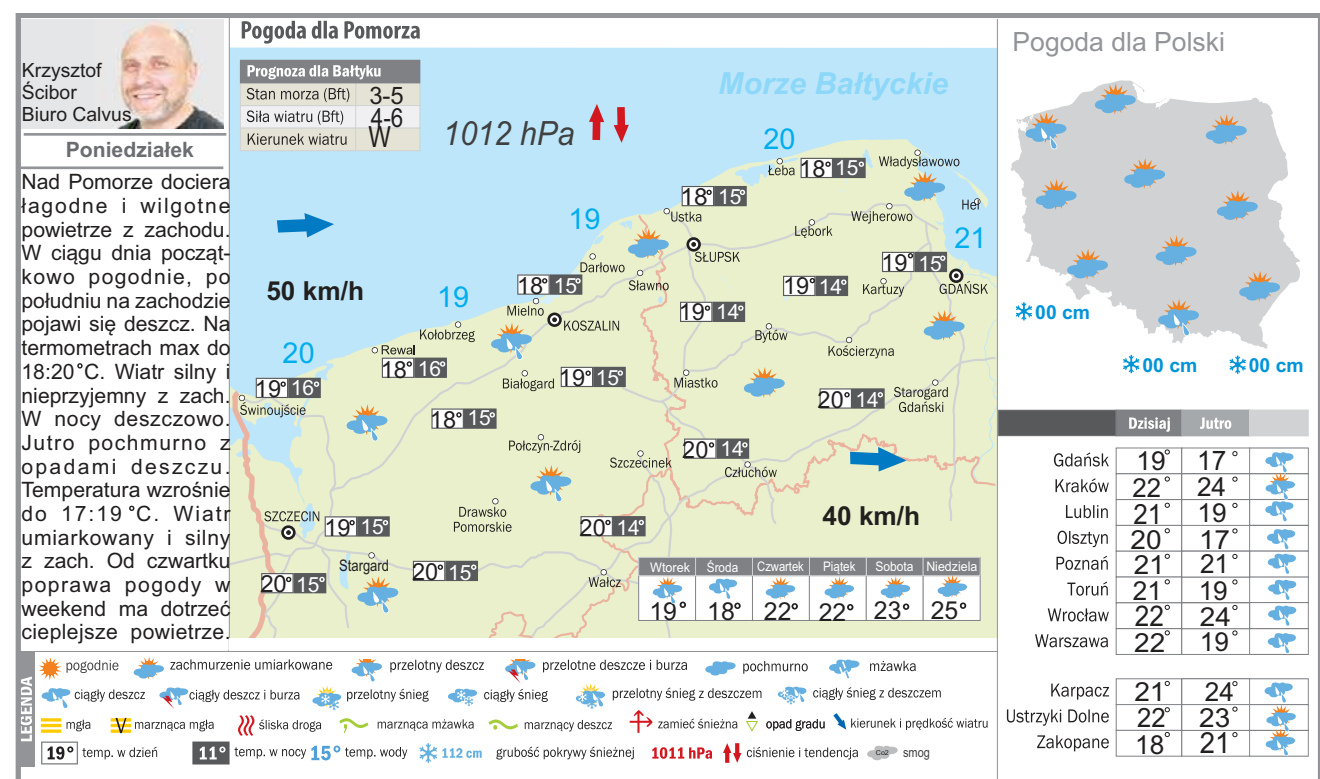 Krzysztof
Ścibor
Biuro Calvus
Poniedziałek
Nad Pomorze dociera
łagodne i wilgotne
powietrze z zachodu.
W ciągu dnia począt-
kowo pogodnie, po
południu na zachodzie
pojawi się deszcz. Na
termometrach max do
18:20°C. Wiatr silny i
nieprzyjemny z zach.
W nocy deszczowo.
Jutro pochmurno z
opadami deszczu.
Temperatura wzrośnie
do 17:19 °C. Wiatr
umiarkowany i silny
z zach. Od czwartku
poprawa pogody w
weekend ma dotrzeć
cieplejsze powietrze.
Pogoda dla Pomorza
Prognoza dla Bałtyku
Stan morza (Bft) 3-5
Siła wiatru (Bft) 4-6
Kierunek wiatru W
1012 hPa
Morze Bałtyckie
50 km/h
20
Łeba 18° 15°
Władysławowo
Hel
18° 15°
Ustka
Wejherowo
Lębork
19
21
SŁUPSK
19° 15°
GDAŃSK
Darłowo
Sławno
18° 15°
19° 14°
Kartuzy
19
Mielno
KOSZALIN
19° 14°
Kołobrzeg
Bytów
Kościerzyna
20
Rewal
18° 16°
19° 16°
Świnoujście
Białogard 19° 15°
Miastko
Starogard
Gdański
20° 14°
18° 15°
Połczyn-Zdrój
Szczecinek
20° 14°
Człuchów
40 km/h
Drawsko
Pomorskie
SZCZECIN
19° 15°
20° 14°
Stargard
20° 15°
20° 15°
Wałcz
Wtorek Środa Czwartek Piątek Sobota Niedziela
19° 18° 22° 22° 23° 25°
Pogoda dla Polski
00 cm
00 cm 00 cm
Dzisiaj Jutro
Gdańsk 19° 17°
Kraków 22° 24°
Lublin 21° 19°
Olsztyn 20° 17°
Poznań 21° 21°
Toruń 21° 19°
Wrocław 22° 24°
Warszawa 22° 19°
Karpacz 21° 24°
Ustrzyki Dolne 22° 23°
Zakopane 18° 21°
LEGENDA
pogodnie zachmurzenie umiarkowane przelotny deszcz przelotne deszcze i burza pochmurno mżawka
ciągły deszcz ciągły deszcz i burza przelotny śnieg ciągły śnieg przelotny śnieg z deszczem ciągły śnieg z deszczem
mgła marznąca mgła śliska droga marznąca mżawka marznący deszcz zamieć śnieżna opad gradu kierunek i prędkość wiatru
19° temp. w dzień 11° temp. w nocy 15° temp. wody 112 cm grubość pokrywy śnieżnej 1011 hPa ciśnienie i tendencja Co2 smog